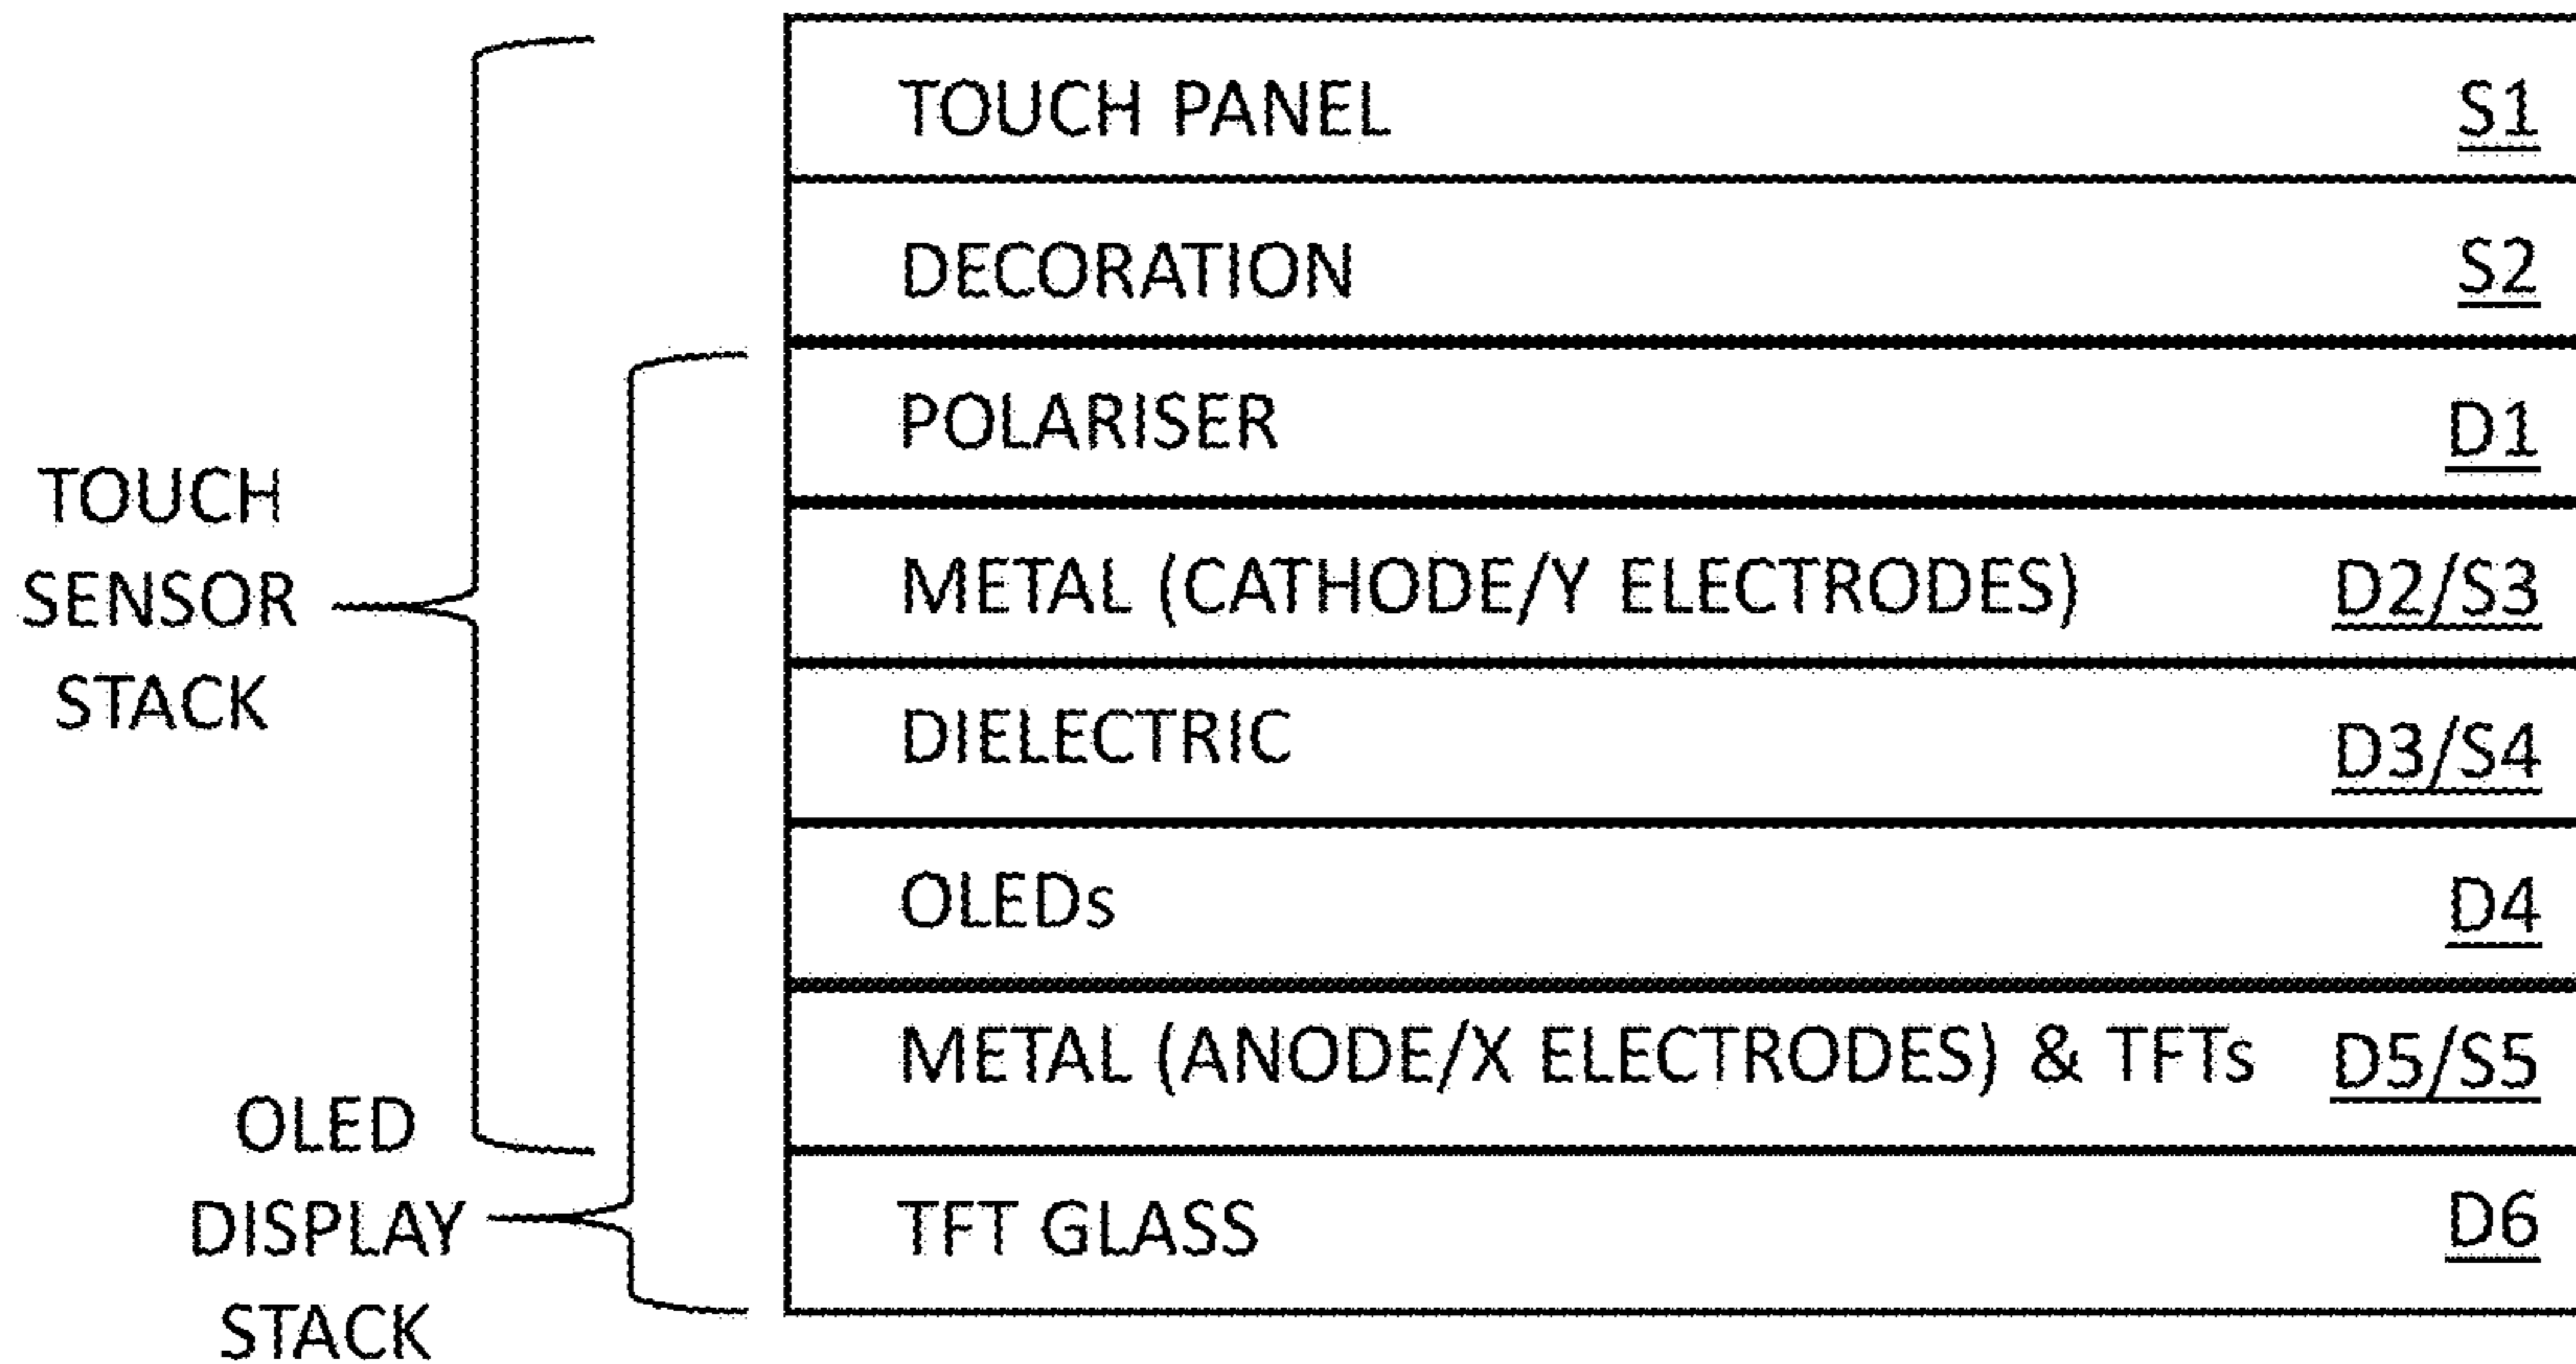 TOUCH PANEL S1
DECORATION S2
POLARISER D1
METAL (CATHODE/Y ELECTRODES) D2/S3
DIELECTRIC D3/S4
OLEDs D4
METAL (ANODE/X ELECTRODES) & TFTs D5/S5
TFT GLASS D6
TOUCH
SENSOR
STACK
OLED
DISPLAY
STACK